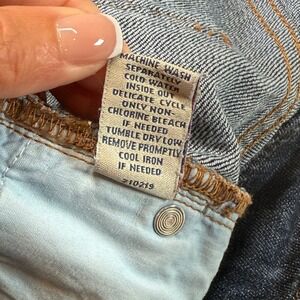 MACHINE WASH
SEPARATELY
COLD WATER
INSIDE OUT
DELICATE CYCLE
ONLY NON-
CHLORINE BLEACH
IF NEEDED
TUMBLE DRY LOW
REMOVE PROMPTLY
COOL IRON
IF NEEDED
210219